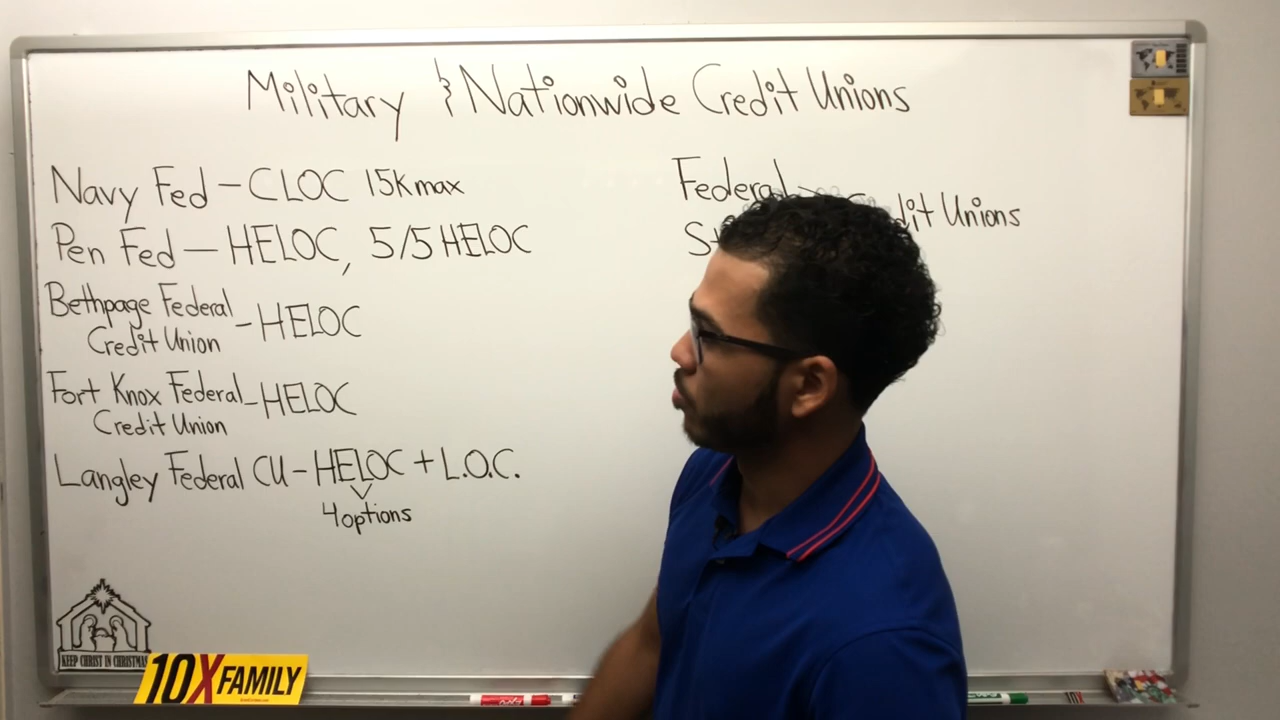 Military & Nationwide Credit Unions
Navy Fed - CLOC 15K max
Pen Fed - HELOC, 5/5 HELOC
Bethpage Federal
Credit Union - HELOC
Fort Knox Federal
Credit Union - HELOC
Langley Federal CU - HELOC + L.O.C.
4 options
Federal
Unions
KEEP CHRIST IN CHRISTMAS
10X FAMILY